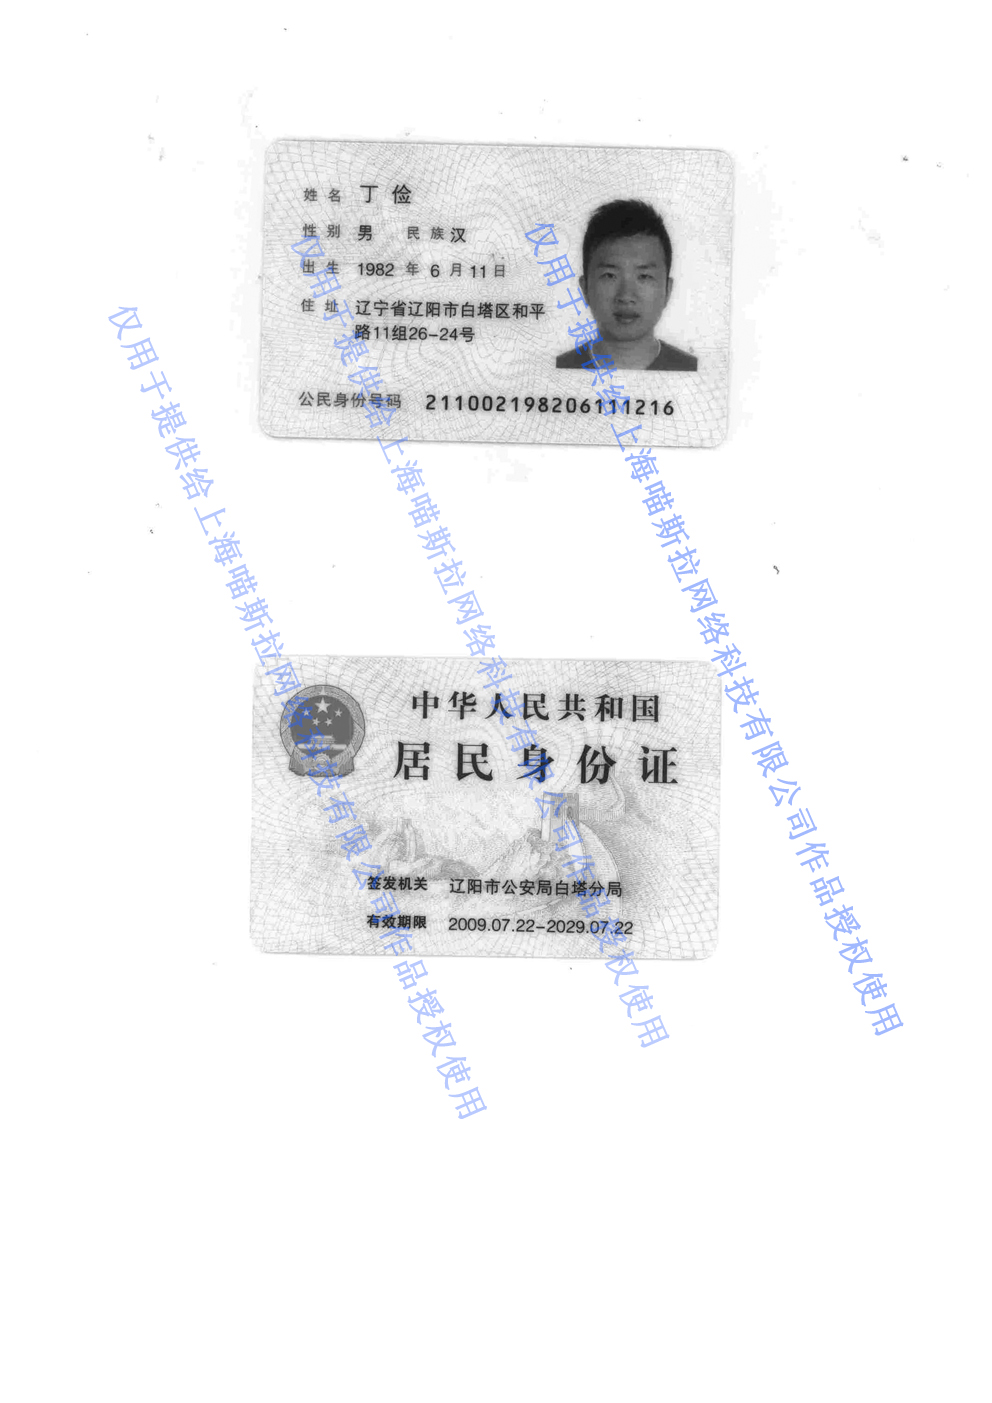 姓名 丁俭
性别 男 民族 汉
出生 1982 年 6 月 11 日
住址 辽宁省辽阳市白塔区和平
路11组26-24号
公民身份号码 211002198206111216
中华人民共和国
居民身份证
签发机关 辽阳市公安局白塔分局
有效期限 2009.07.22-2029.07.22
仅用于提供给上海喵斯拉网络科技有限公司作品授权使用
仅用于提供给上海喵斯拉网络科技有限公司作品授权使用
仅用于提供给上海喵斯拉网络科技有限公司作品授权使用